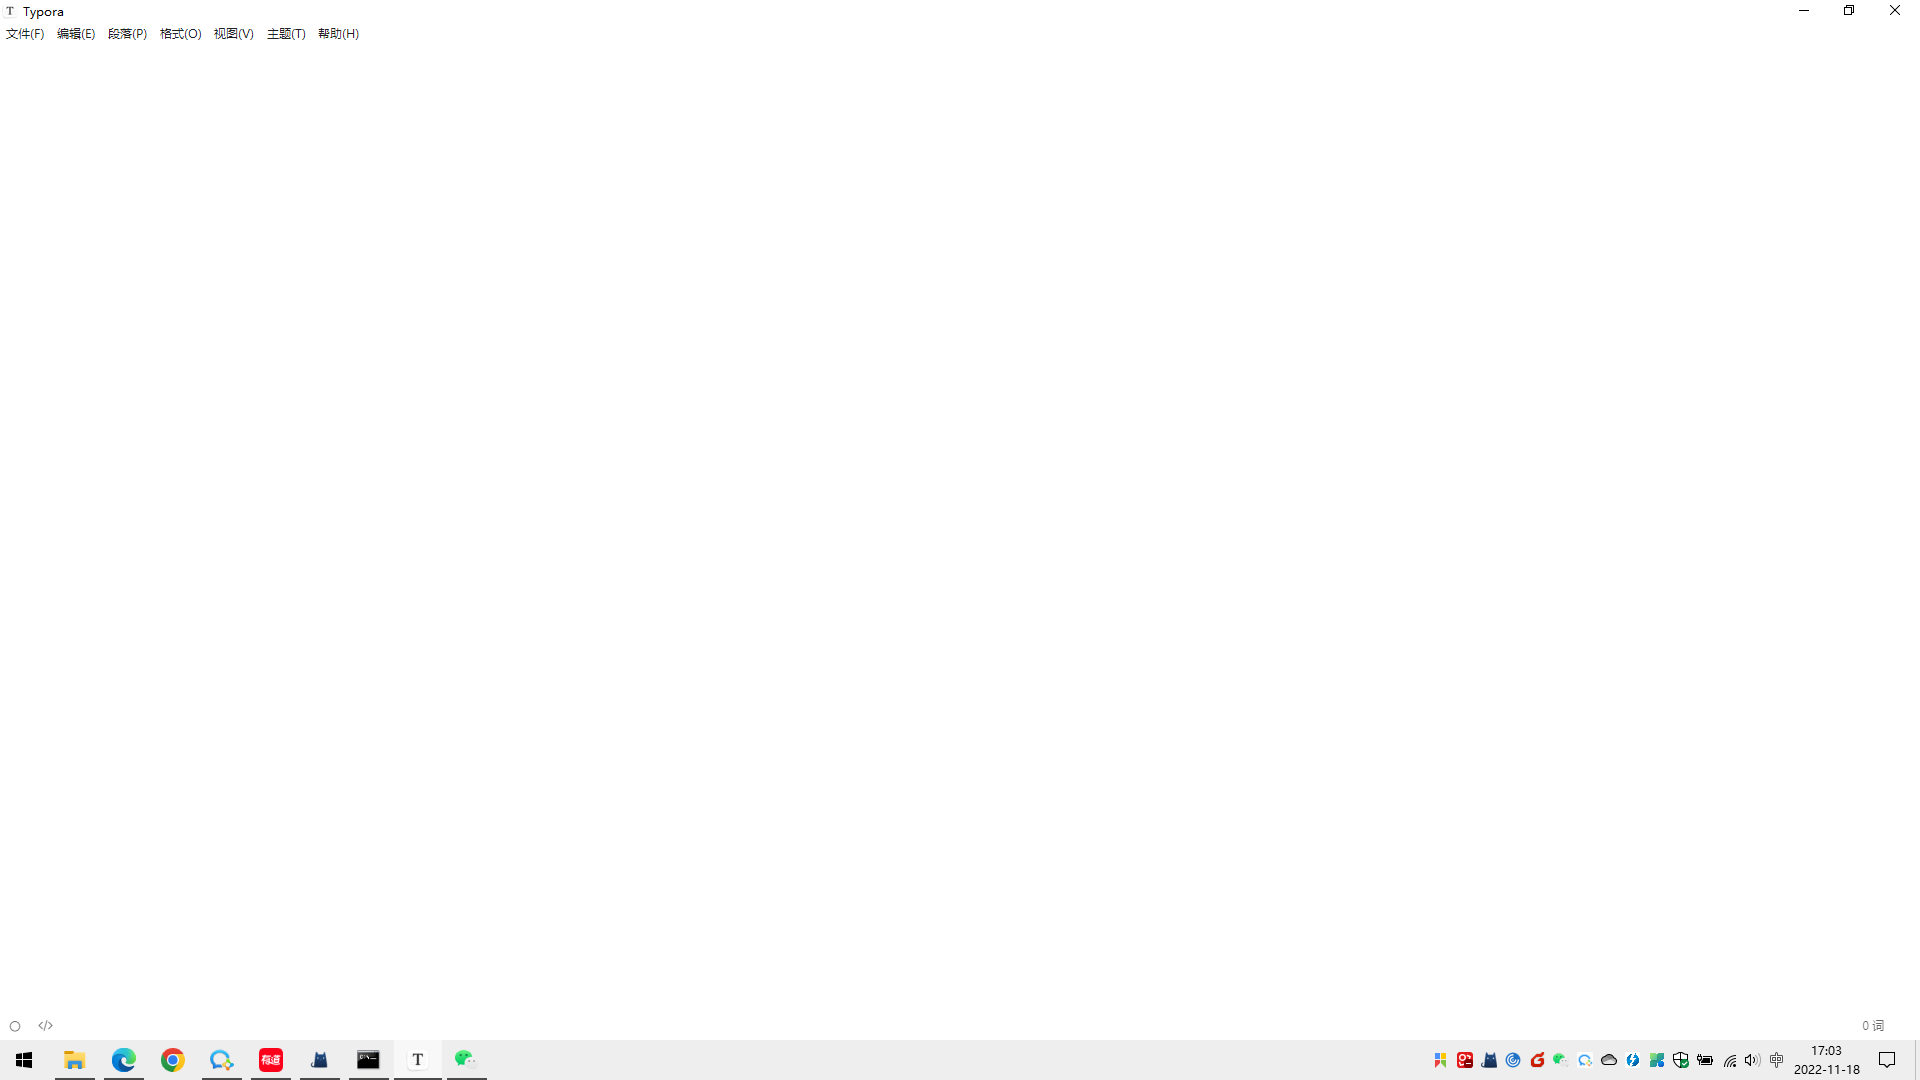 T Typora
文件(F) 编辑(E) 段落(P) 格式(O) 视图(V) 主题(T) 帮助(H)
</> 0 词
有道
T
中
17:03
2022-11-18